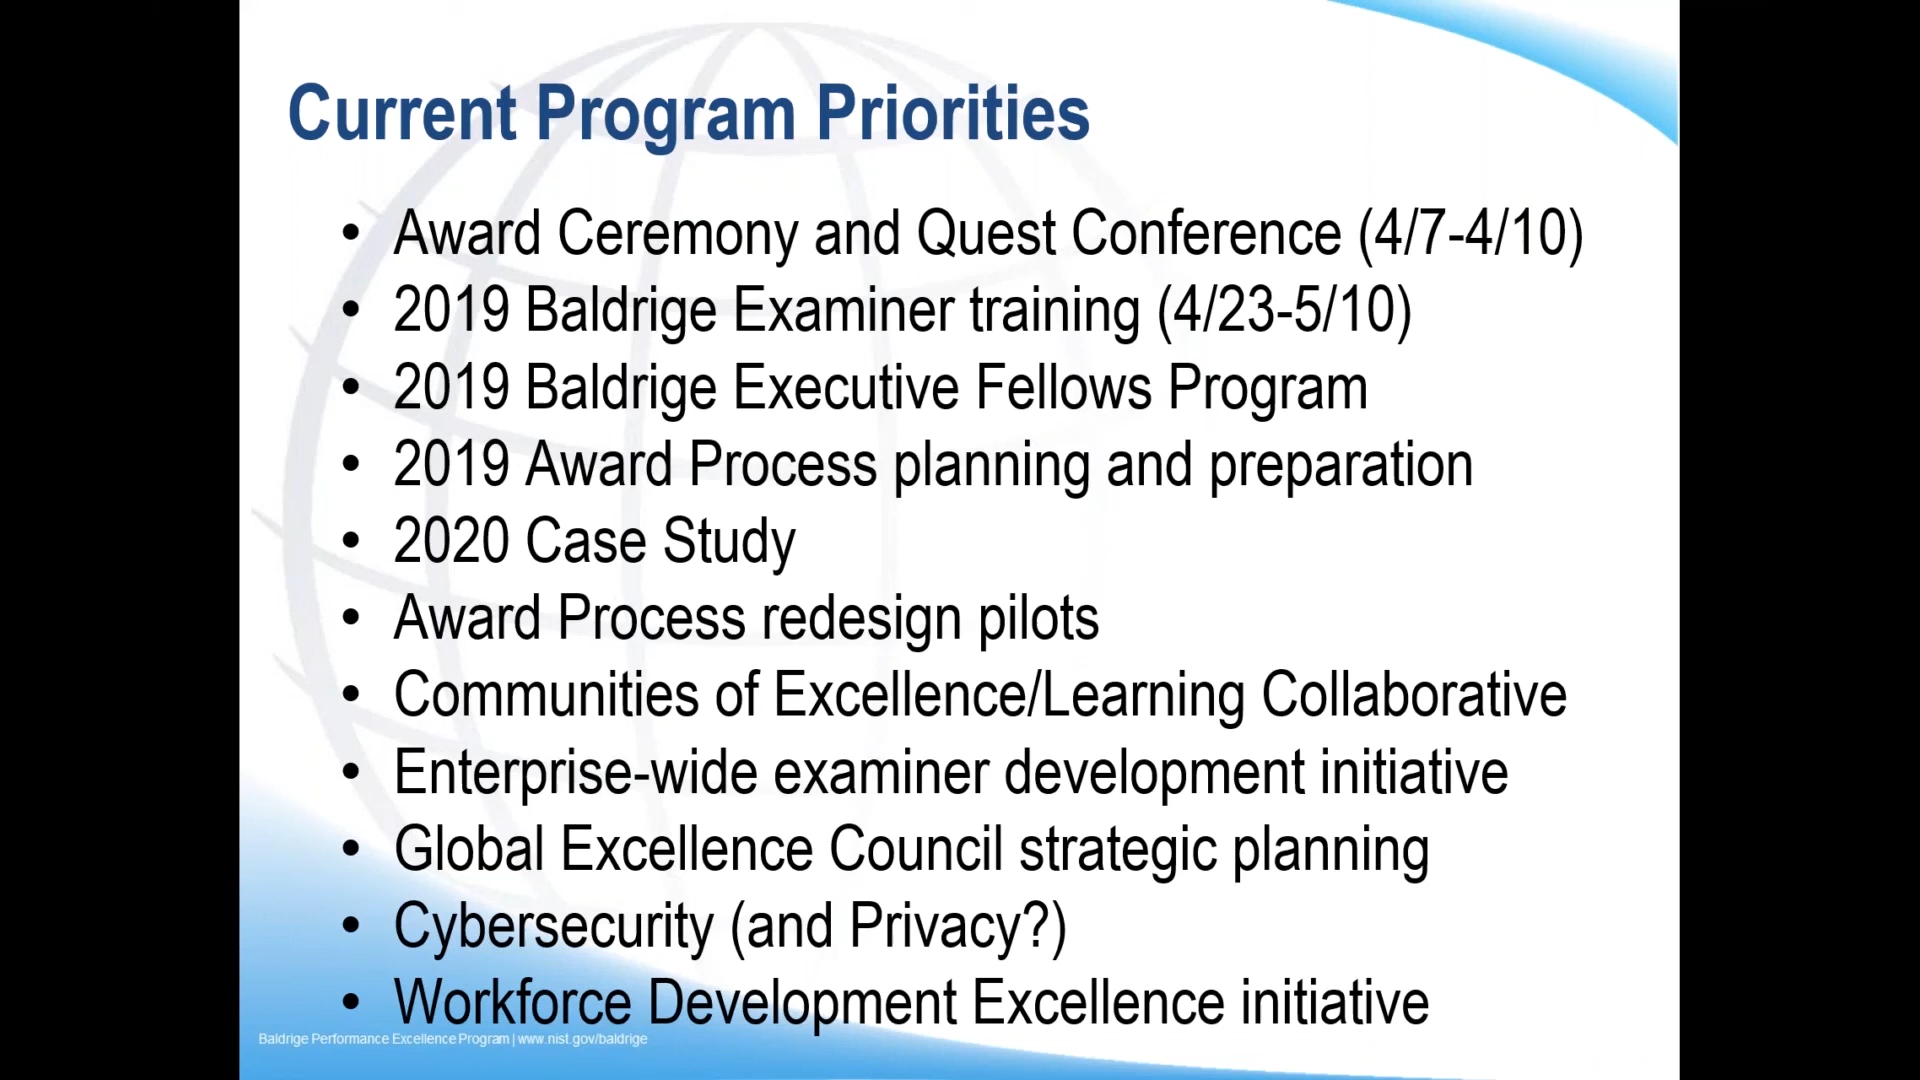 Current Program Priorities
• Award Ceremony and Quest Conference (4/7-4/10)
• 2019 Baldrige Examiner training (4/23-5/10)
• 2019 Baldrige Executive Fellows Program
• 2019 Award Process planning and preparation
• 2020 Case Study
• Award Process redesign pilots
• Communities of Excellence/Learning Collaborative
• Enterprise-wide examiner development initiative
• Global Excellence Council strategic planning
• Cybersecurity (and Privacy?)
• Workforce Development Excellence initiative
Baldrige Performance Excellence Program | www.nist.gov/baldrige